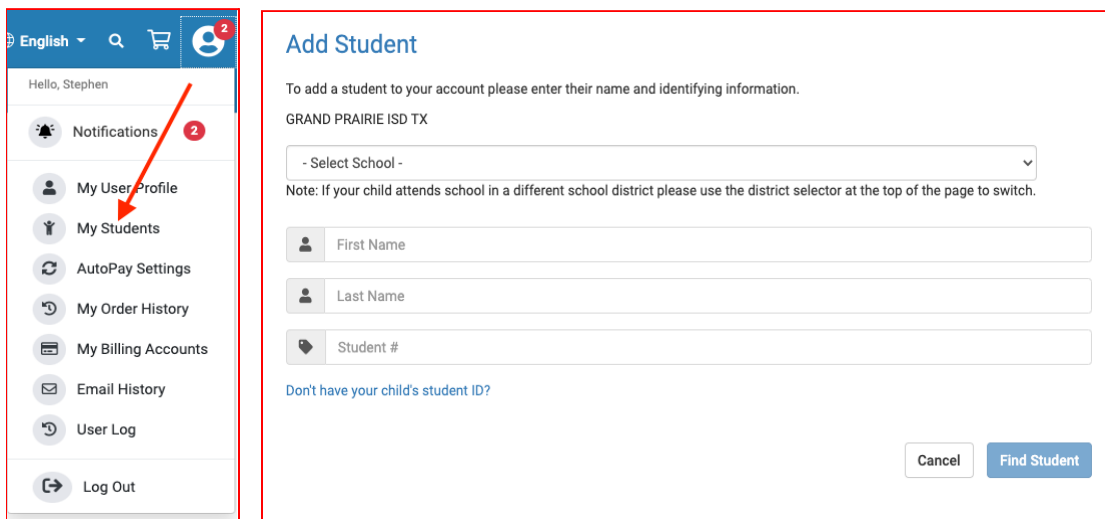 English
2
Hello, Stephen
Notifications
2
My User Profile
My Students
AutoPay Settings
My Order History
My Billing Accounts
Email History
User Log
Log Out
Add Student
To add a student to your account please enter their name and identifying information.
GRAND PRAIRIE ISD TX
- Select School -
Note: If your child attends school in a different school district please use the district selector at the top of the page to switch.
First Name
Last Name
Student #
Don't have your child's student ID?
Cancel
Find Student